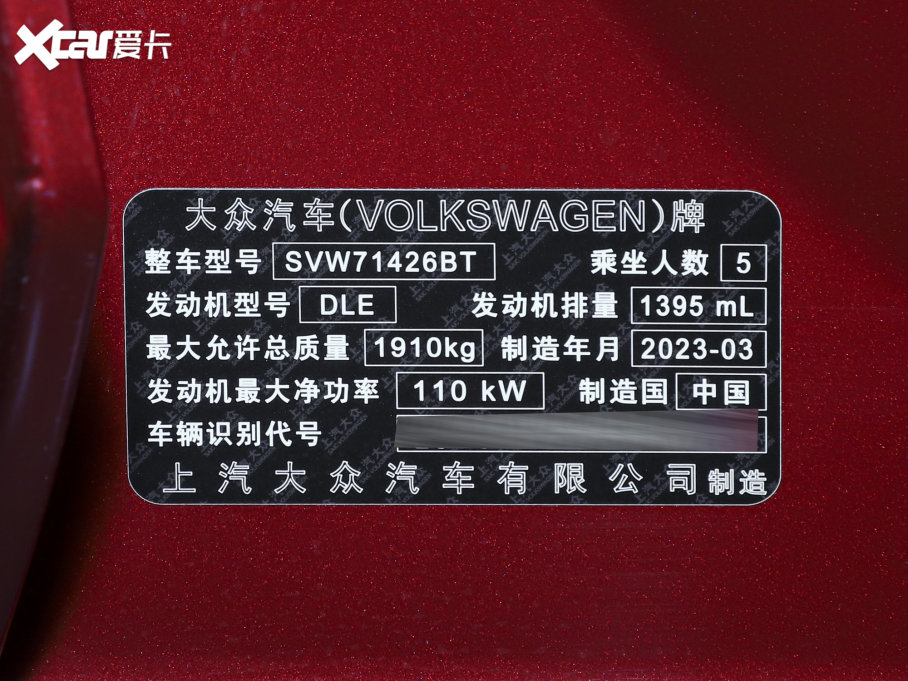 Xcar爱卡
大众汽车(VOLKSWAGEN)牌
整车型号 SVW71426BT 乘坐人数 5
发动机型号 DLE 发动机排量 1395 mL
最大允许总质量 1910kg 制造年月 2023-03
发动机最大净功率 110 kW 制造国 中国
车辆识别代号
上汽大众汽车有限公司制造